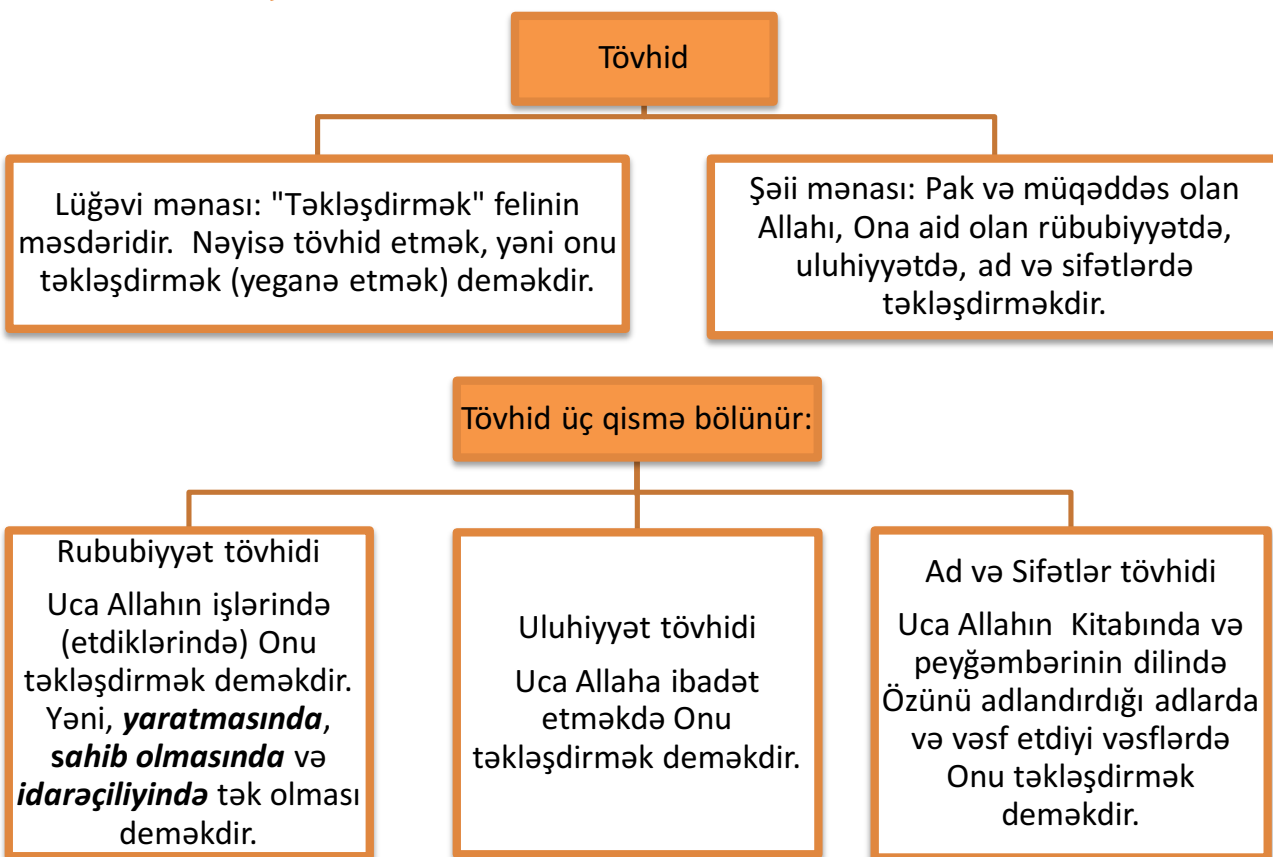 Tövhid
Lüğəvi mənası: "Təkləşdirmək" felinin
məsdəridir. Nəyisə tövhid etmək, yəni onu
təkləşdirmək (yeganə etmək) deməkdir.
Şəii mənası: Pak və müqəddəs olan
Allahı, Ona aid olan rübubiyyətdə,
uluhiyyətdə, ad və sifətlərdə
təkləşdirməkdir.
Tövhid üç qismə bölünür:
Rububiyyət tövhidi
Uca Allahın işlərində
(etdiklərində) Onu
təkləşdirmək deməkdir.
Yəni, yaratmasında,
sahib olmasında və
idarəçiliyində tək olması
deməkdir.
Uluhiyyət tövhidi
Uca Allaha ibadət
etməkdə Onu
təkləşdirmək deməkdir.
Ad və Sifətlər tövhidi
Uca Allahın Kitabında və
peyğəmbərinin dilində
Özünü adlandırdığı adlarda
və vəsf etdiyi vəsflərdə
Onu təkləşdirmək
deməkdir.